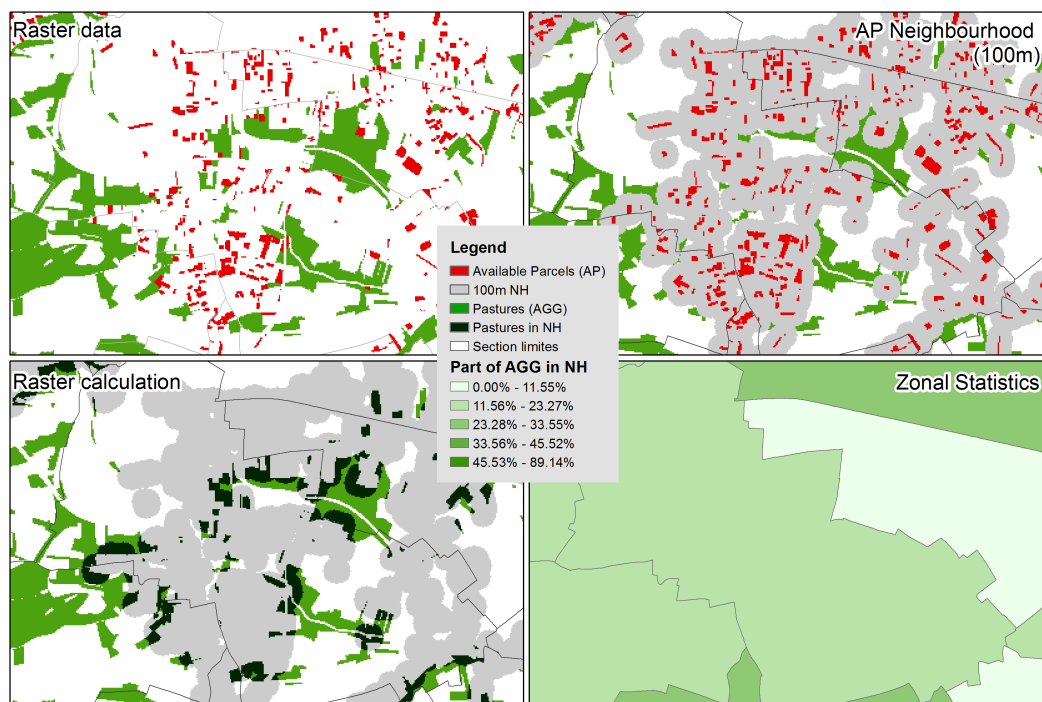 Raster data
AP Neighbourhood
(100m)
Legend
Available Parcels (AP)
100m NH
Pastures (AGG)
Pastures in NH
Section limites
Part of AGG in NH
0.00% - 11.55%
11.56% - 23.27%
23.28% - 33.55%
33.56% - 45.52%
45.53% - 89.14%
Raster calculation
Zonal Statistics